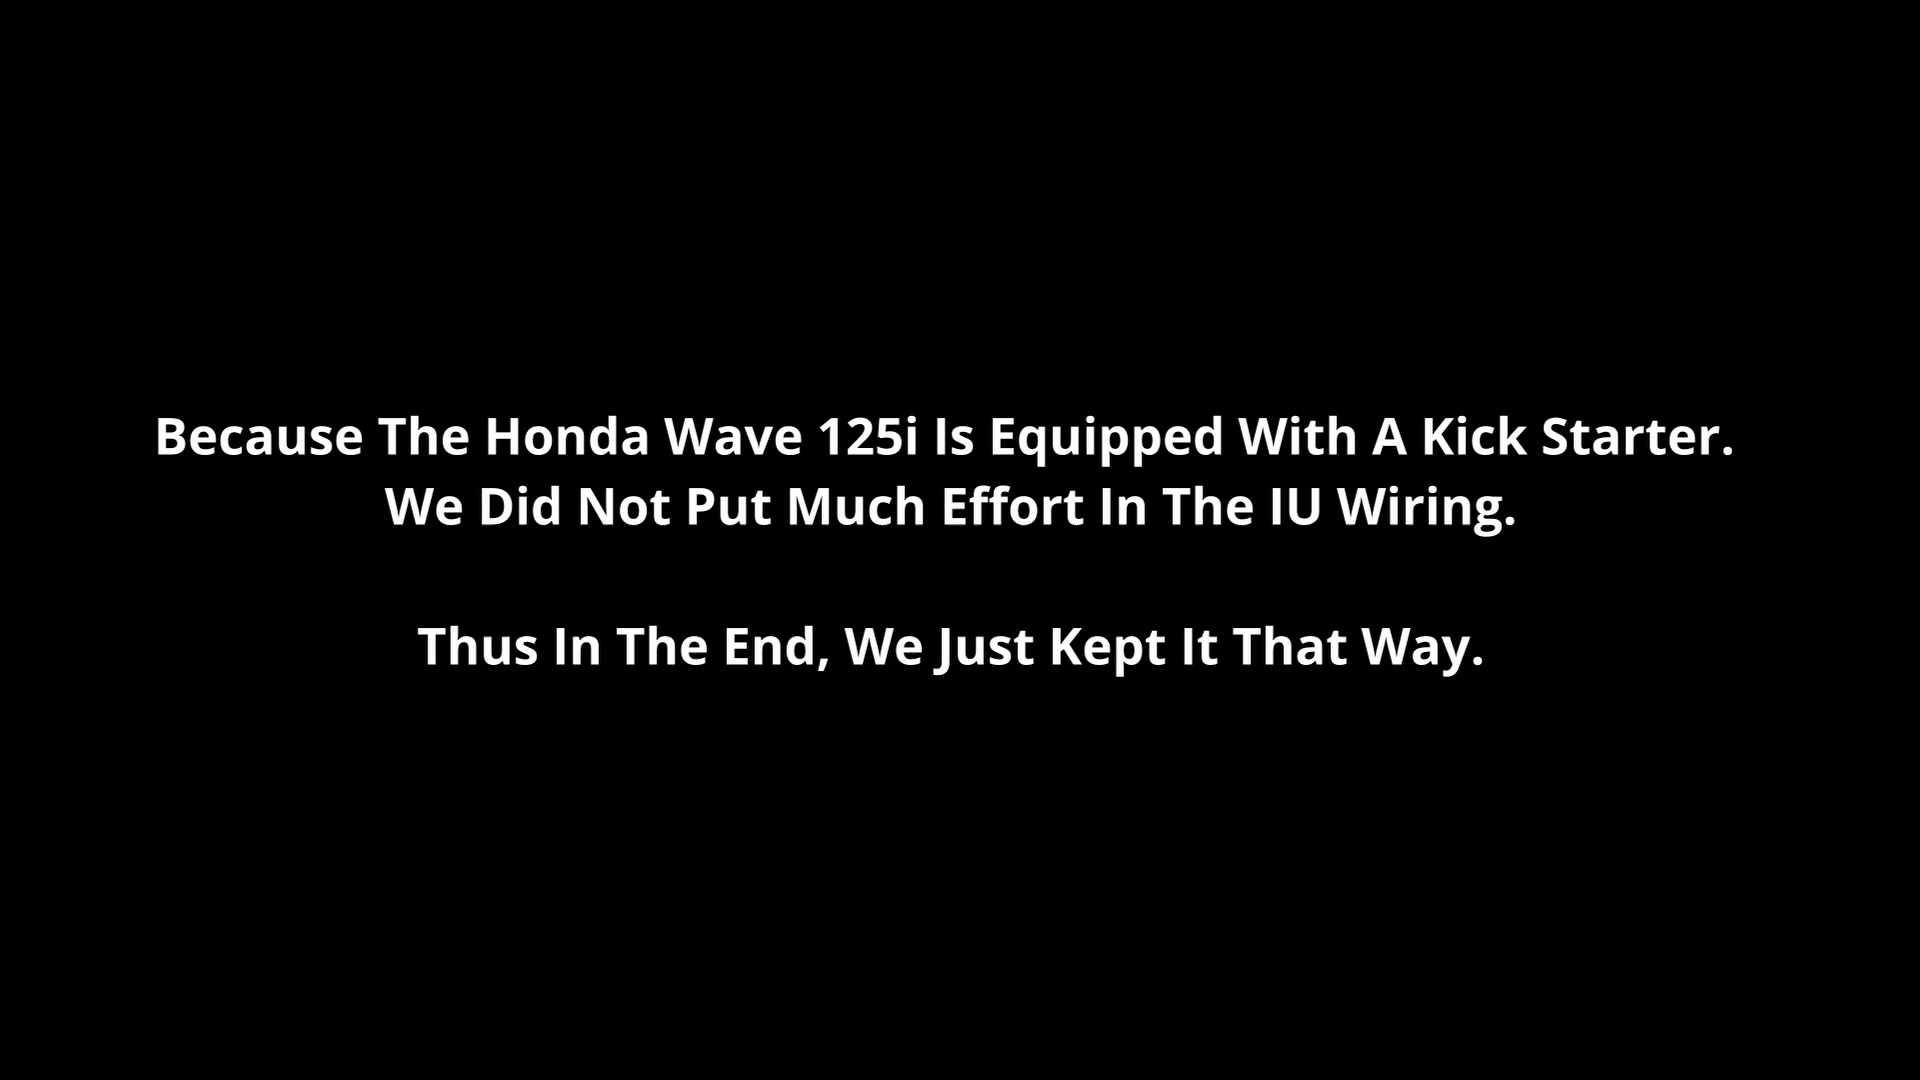 Because The Honda Wave 125i Is Equipped With A Kick Starter.
We Did Not Put Much Effort In The IU Wiring.
Thus In The End, We Just Kept It That Way.